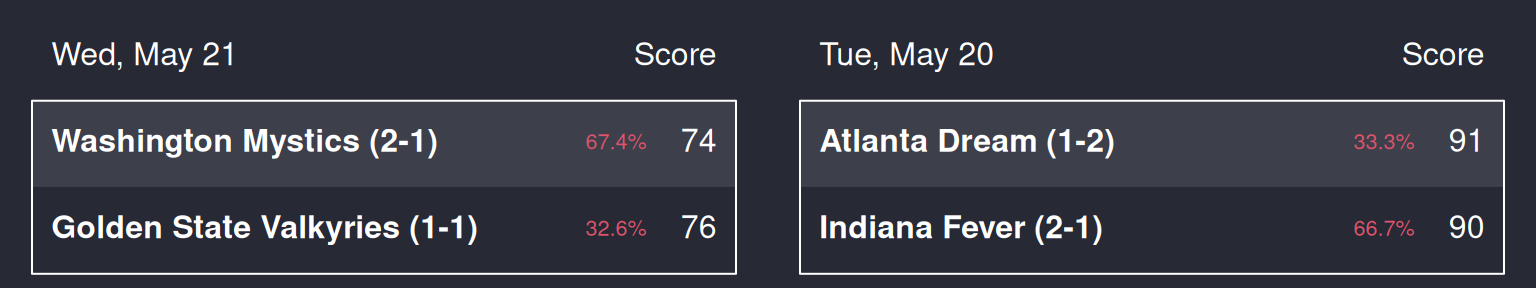 Wed, May 21 Score
Washington Mystics (2-1) 67.4% 74
Golden State Valkyries (1-1) 32.6% 76
Tue, May 20 Score
Atlanta Dream (1-2) 33.3% 91
Indiana Fever (2-1) 66.7% 90